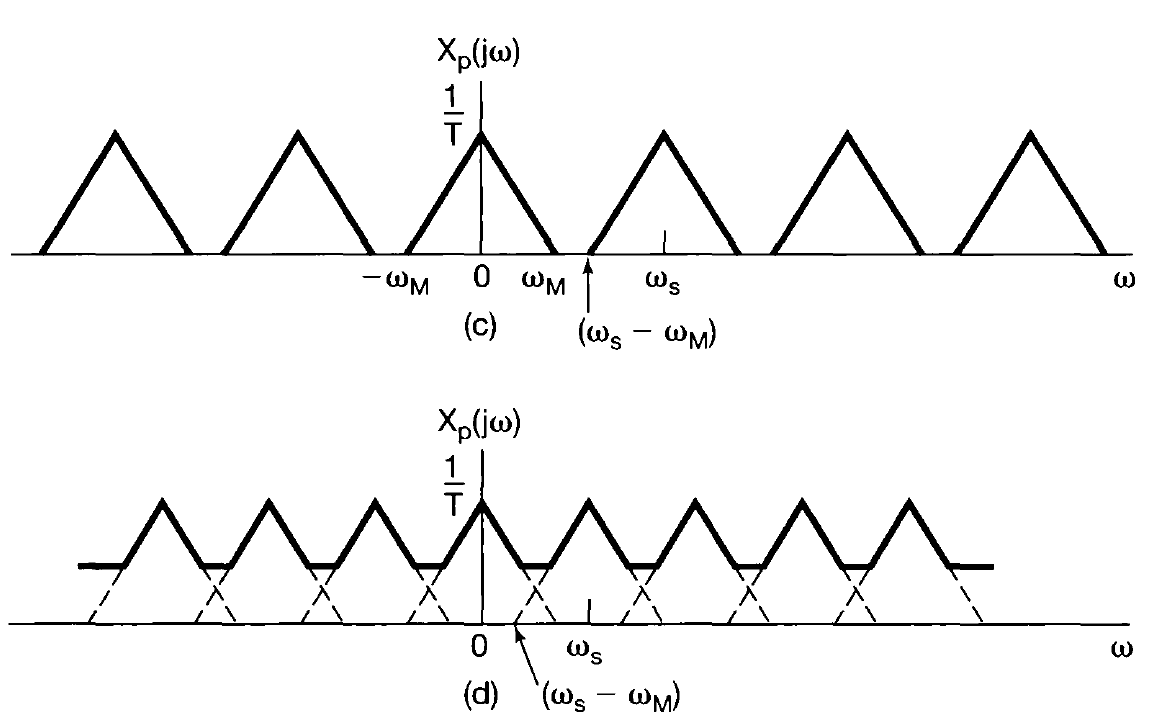 Xp(jω)
1
T
−ωM 0 ωM ωs ω
(c) (ωs − ωM)
Xp(jω)
1
T
0 ωs ω
(d) (ωs − ωM)